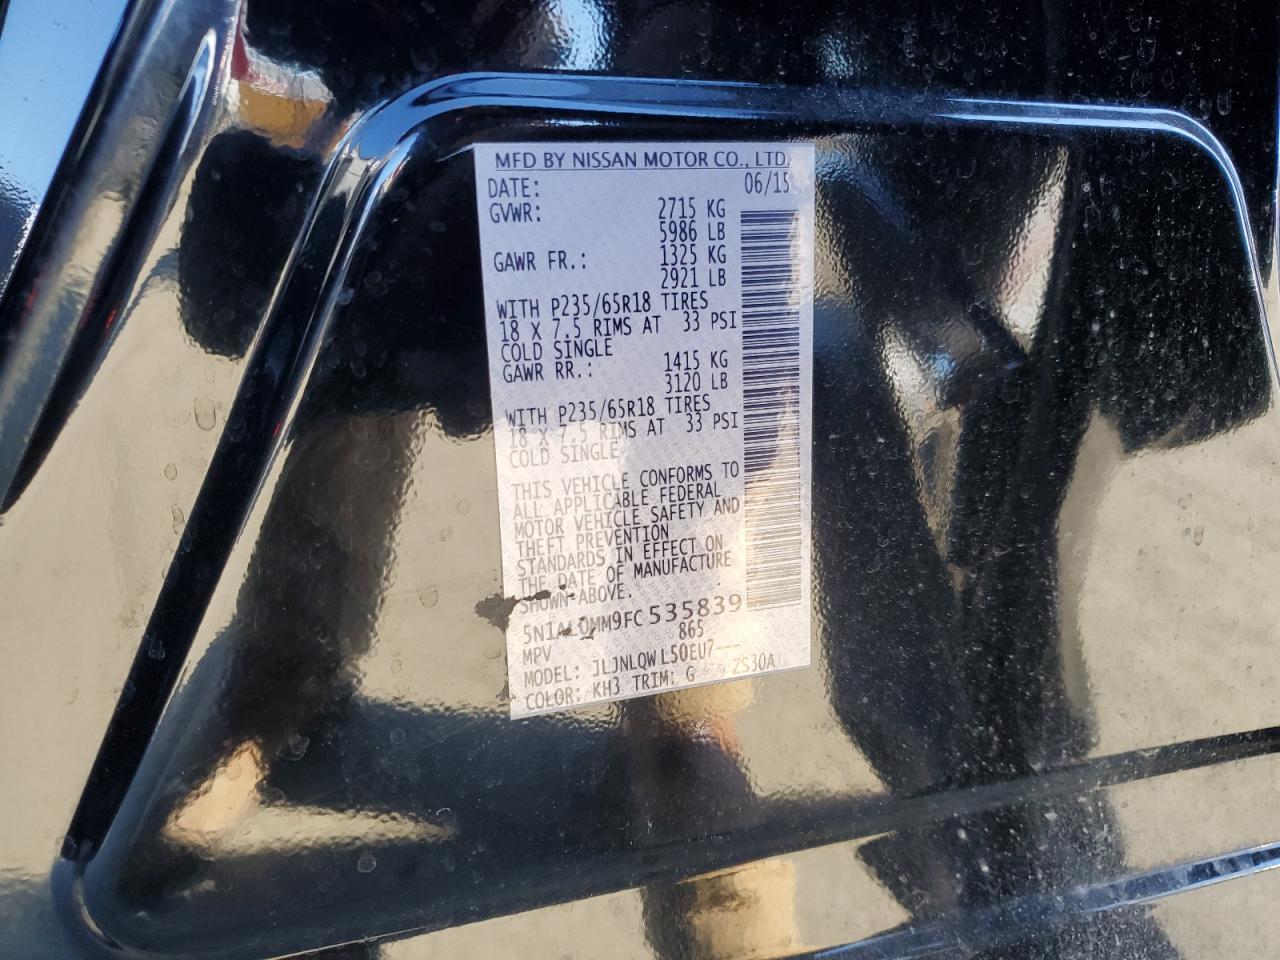 MFD BY NISSAN MOTOR CO., LTD.
DATE: 06/15
GVWR: 2715 KG
5986 LB
GAWR FR.: 1325 KG
2921 LB
WITH P235/65R18 TIRES
18 X 7.5 RIMS AT 33 PSI
COLD SINGLE
GAWR RR.: 1415 KG
3120 LB
WITH P235/65R18 TIRES
18 X 7.5 RIMS AT 33 PSI
COLD SINGLE
THIS VEHICLE CONFORMS TO
ALL APPLICABLE FEDERAL
MOTOR VEHICLE SAFETY AND
THEFT PREVENTION
STANDARDS IN EFFECT ON
THE DATE OF MANUFACTURE
SHOWN ABOVE.
535839
MPV 865
MODEL: JLJNLQWL50EU7---
COLOR: KH3 TRIM: G ZS30A